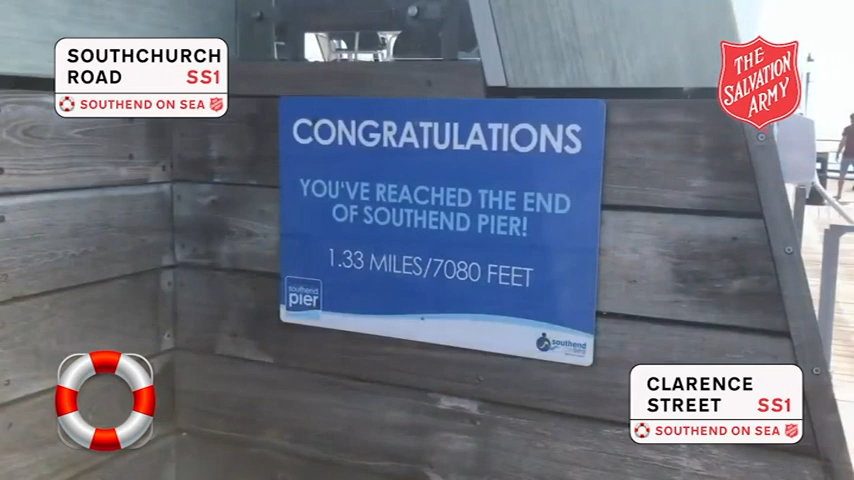 SOUTHCHURCH
ROAD SS1
SOUTHEND ON SEA
THE
SALVATION
ARMY
CONGRATULATIONS
YOU'VE REACHED THE END
OF SOUTHEND PIER!
1.33 MILES/7080 FEET
southend
pier
southend
CLARENCE
STREET SS1
SOUTHEND ON SEA